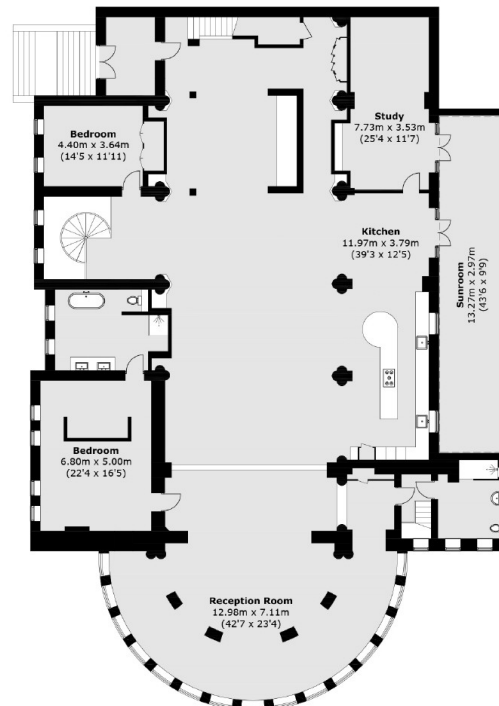 Bedroom
4.40m x 3.64m
(14'5 x 11'11)
Study
7.73m x 3.53m
(25'4 x 11'7)
Kitchen
11.97m x 3.79m
(39'3 x 12'5)
Sunroom
13.27m x 2.97m
(43'6 x 9'9)
Bedroom
6.80m x 5.00m
(22'4 x 16'5)
Reception Room
12.98m x 7.11m
(42'7 x 23'4)